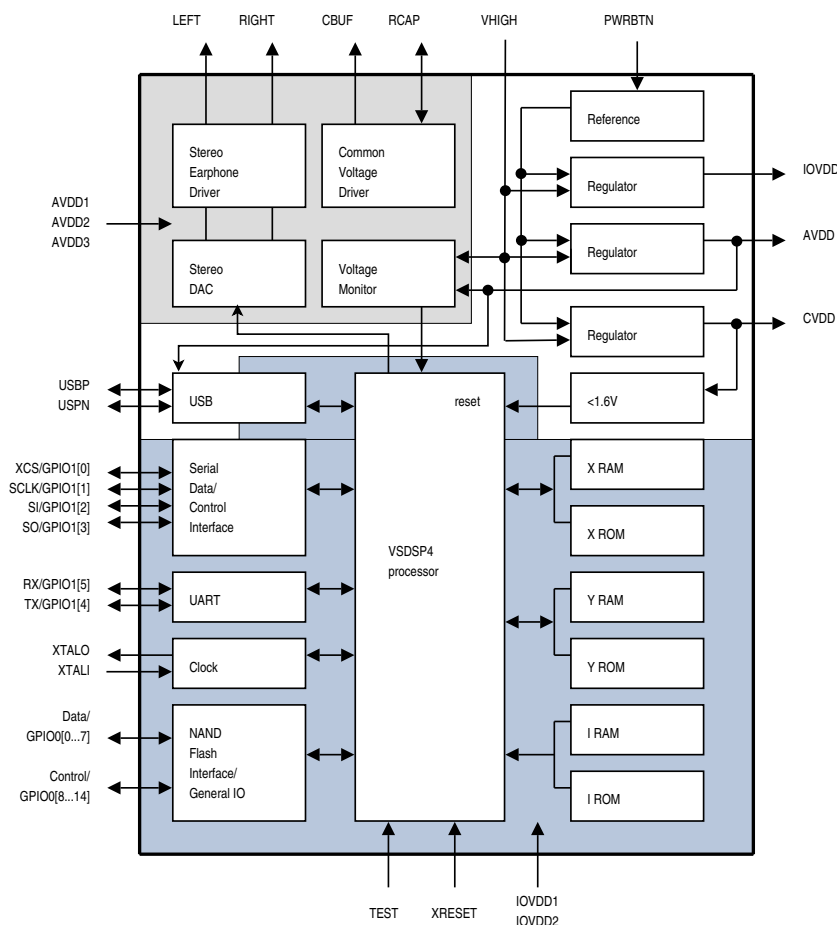 LEFT RIGHT CBUF RCAP VHIGH PWRBTN
Reference
Stereo
Earphone
Driver
Common
Voltage
Driver
Regulator
IOVDD
AVDD1
AVDD2
AVDD3
Stereo
DAC
Voltage
Monitor
Regulator
AVDD
Regulator
CVDD
USBP
USPN
USB
reset
<1.6V
XCS/GPIO1[0]
SCLK/GPIO1[1]
SI/GPIO1[2]
SO/GPIO1[3]
Serial
Data/
Control
Interface
X RAM
X ROM
VSDSP4
processor
RX/GPIO1[5]
TX/GPIO1[4]
UART
Y RAM
Y ROM
XTALO
XTALI
Clock
Data/
GPIO0[0...7]
Control/
GPIO0[8...14]
NAND
Flash
Interface/
General IO
I RAM
I ROM
TEST XRESET
IOVDD1
IOVDD2